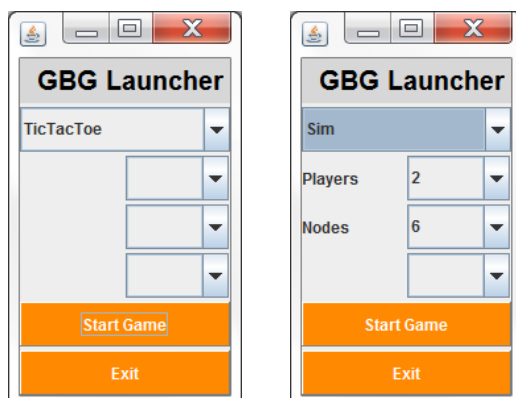 GBG Launcher
TicTacToe
Start Game
Exit
GBG Launcher
Sim
Players 2
Nodes 6
Start Game
Exit